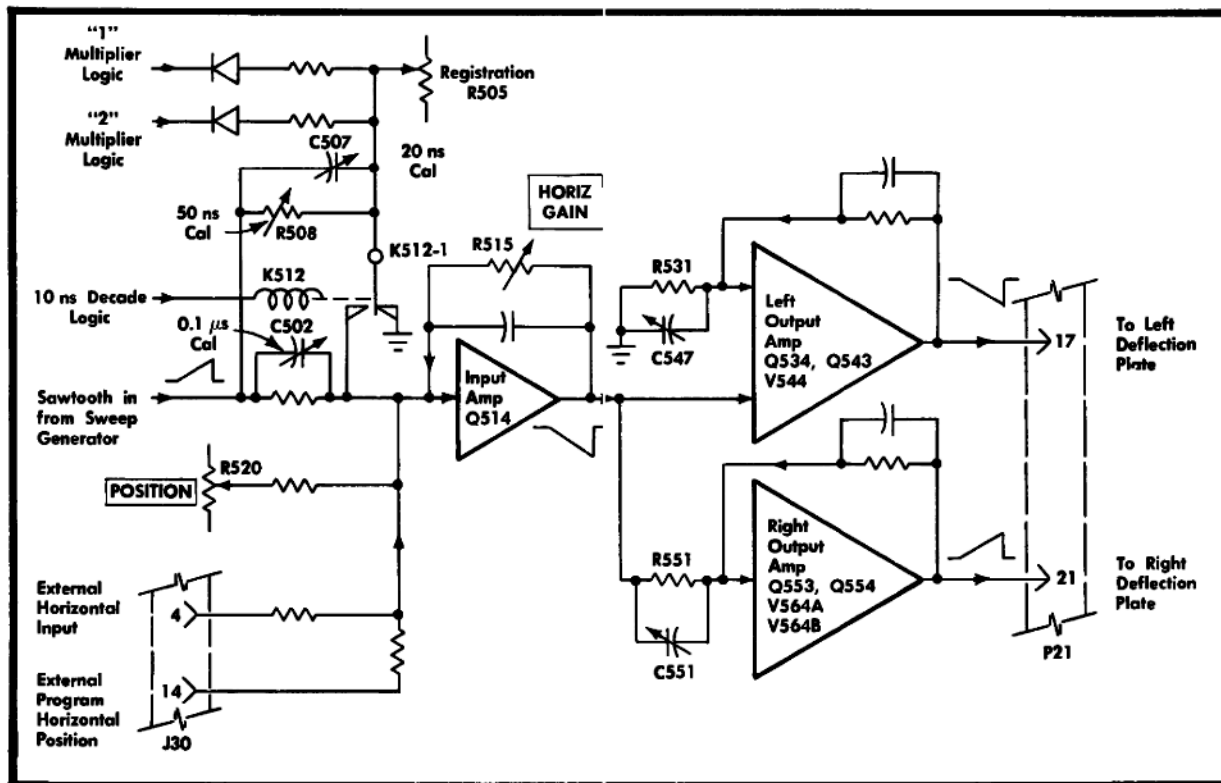 “1”
Multiplier
Logic
Registration
R505
“2”
Multiplier
Logic
C507
20 ns
Cal
HORIZ
GAIN
50 ns
Cal
R508
K512-1
R515
K512
10 ns Decade
Logic
0.1 μs
Cal
C502
R531
C547
Left
Output
Amp
Q534, Q543
V544
17
To Left
Deflection
Plate
Sawtooth in
from Sweep
Generator
Input
Amp
Q514
R520
POSITION
R551
C551
Right
Output
Amp
Q553, Q554
V564A
V564B
21
To Right
Deflection
Plate
External
Horizontal
Input
4
External
Program
Horizontal
Position
14
J30
P21